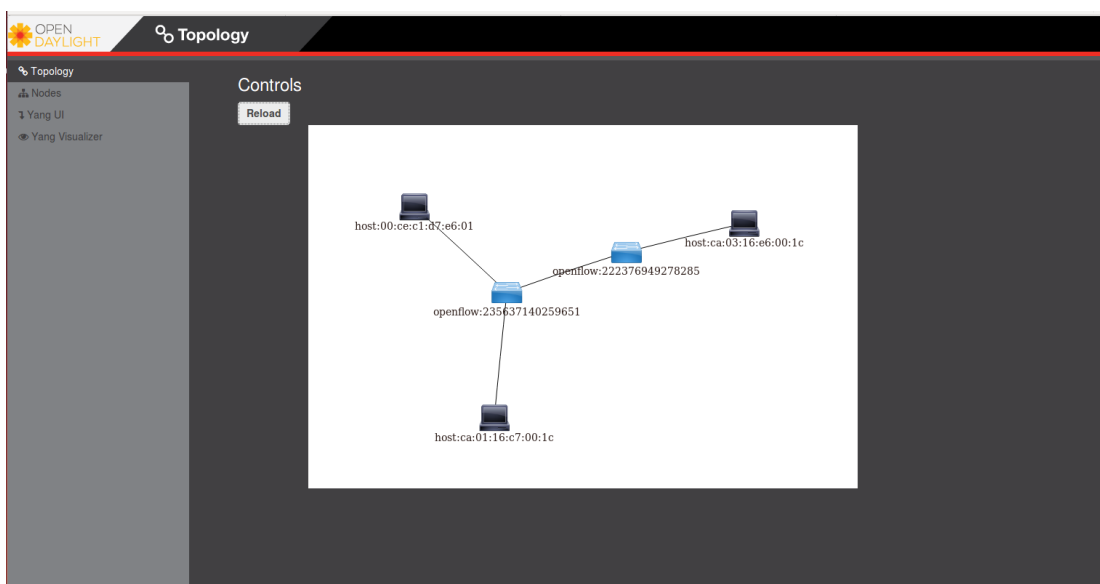 OPEN
DAYLIGHT
Topology
Topology
Nodes
Yang UI
Yang Visualizer
Controls
Reload
host:00:ce:c1:d7:e6:01
host:ca:03:16:e6:00:1c
openflow:222376949278285
openflow:235637140259651
host:ca:01:16:c7:00:1c